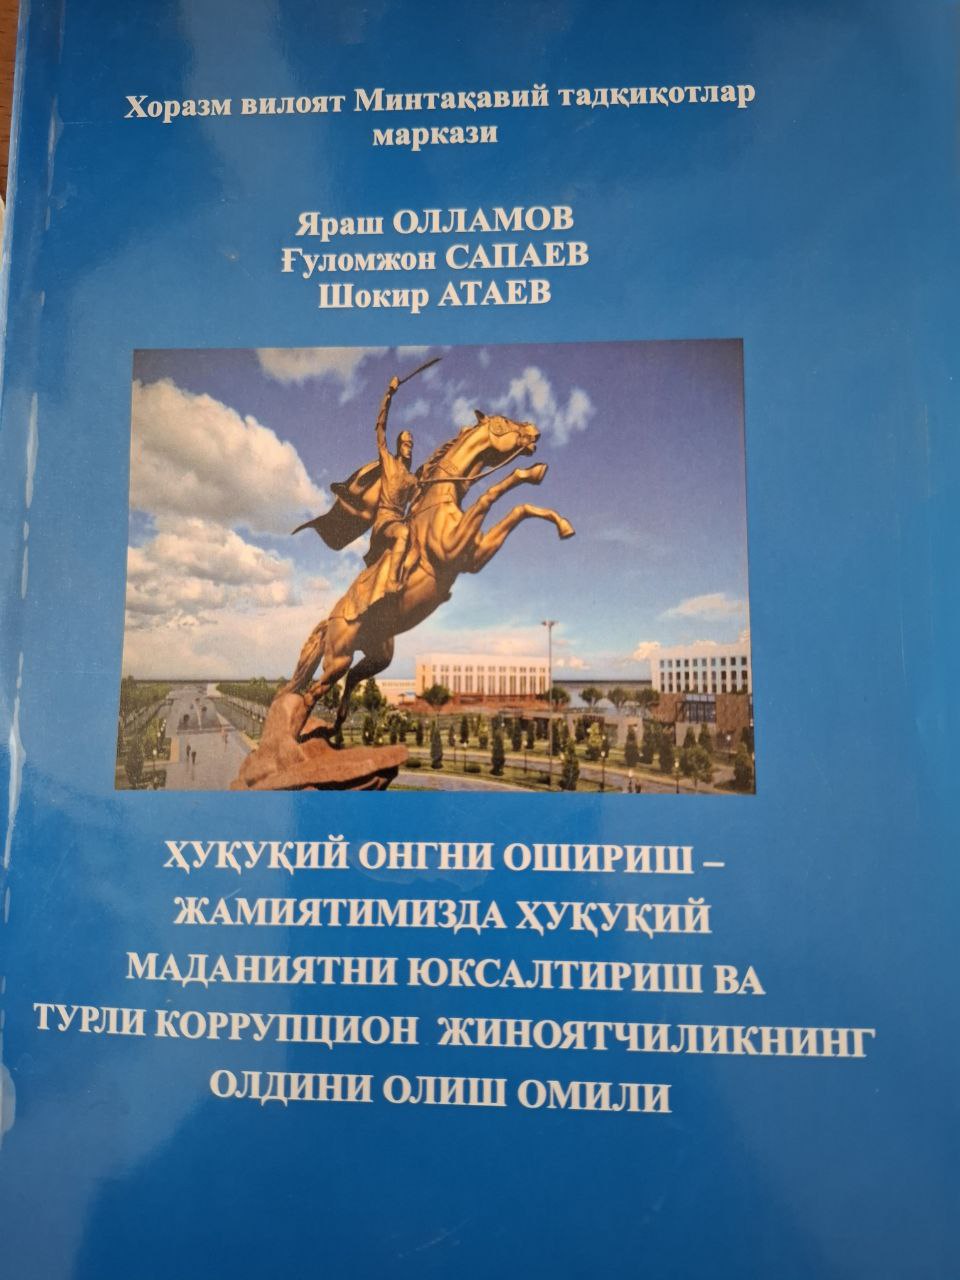 Хоразм вилоят Минтақавий тадқиқотлар
маркази
Яраш ОЛЛАМОВ
Ғуломжон САПАЕВ
Шокир АТАЕВ
ҲУҚУҚИЙ ОНГНИ ОШИРИШ –
ЖАМИЯТИМИЗДА ҲУҚУҚИЙ
МАДАНИЯТНИ ЮКСАЛТИРИШ ВА
ТУРЛИ КОРРУПЦИОН ЖИНОЯТЧИЛИКНИНГ
ОЛДИНИ ОЛИШ ОМИЛИ